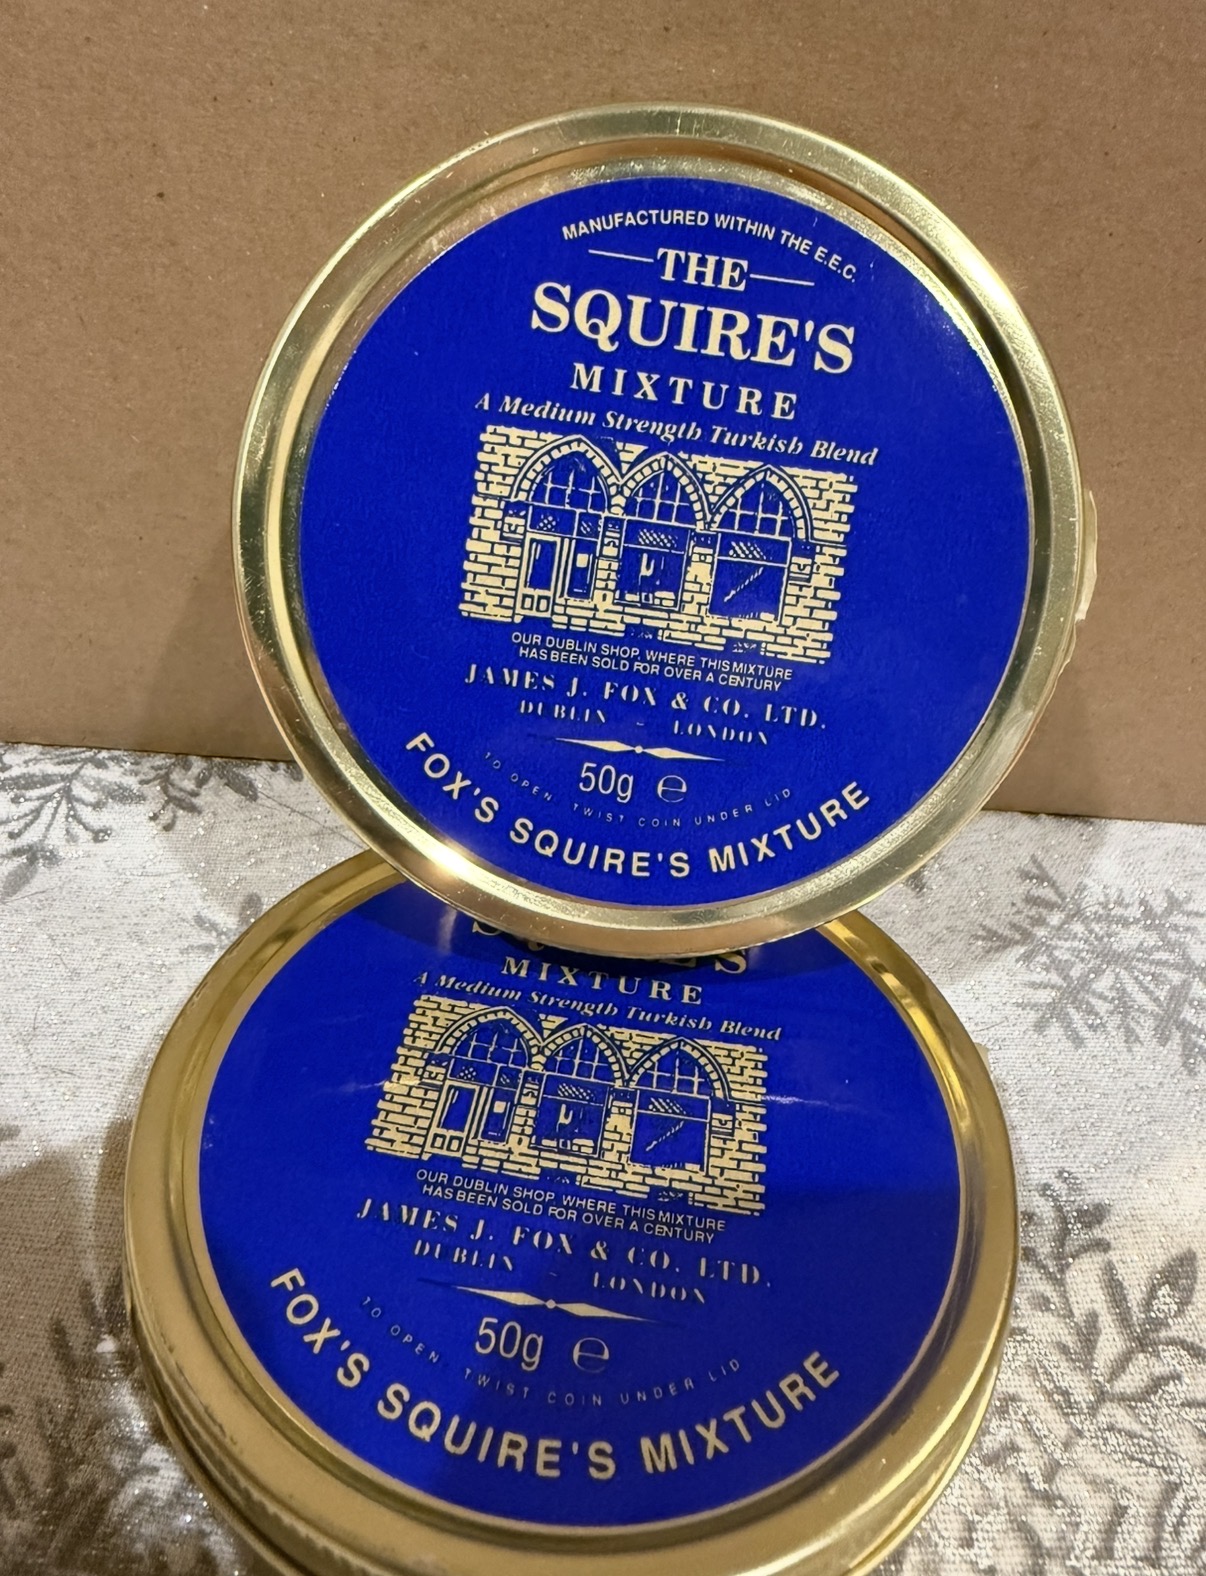 MANUFACTURED WITHIN THE E.E.C.
THE
SQUIRE'S
MIXTURE
A Medium Strength Turkish Blend
OUR DUBLIN SHOP, WHERE THIS MIXTURE
HAS BEEN SOLD FOR OVER A CENTURY
JAMES J. FOX & CO. LTD.
DUBLIN - LONDON
50g ℮
TO OPEN TWIST COIN UNDER LID
FOX'S SQUIRE'S MIXTURE
SQUIRE'S
MIXTURE
A Medium Strength Turkish Blend
OUR DUBLIN SHOP, WHERE THIS MIXTURE
HAS BEEN SOLD FOR OVER A CENTURY
JAMES J. FOX & CO. LTD.
DUBLIN - LONDON
50g ℮
TO OPEN TWIST COIN UNDER LID
FOX'S SQUIRE'S MIXTURE